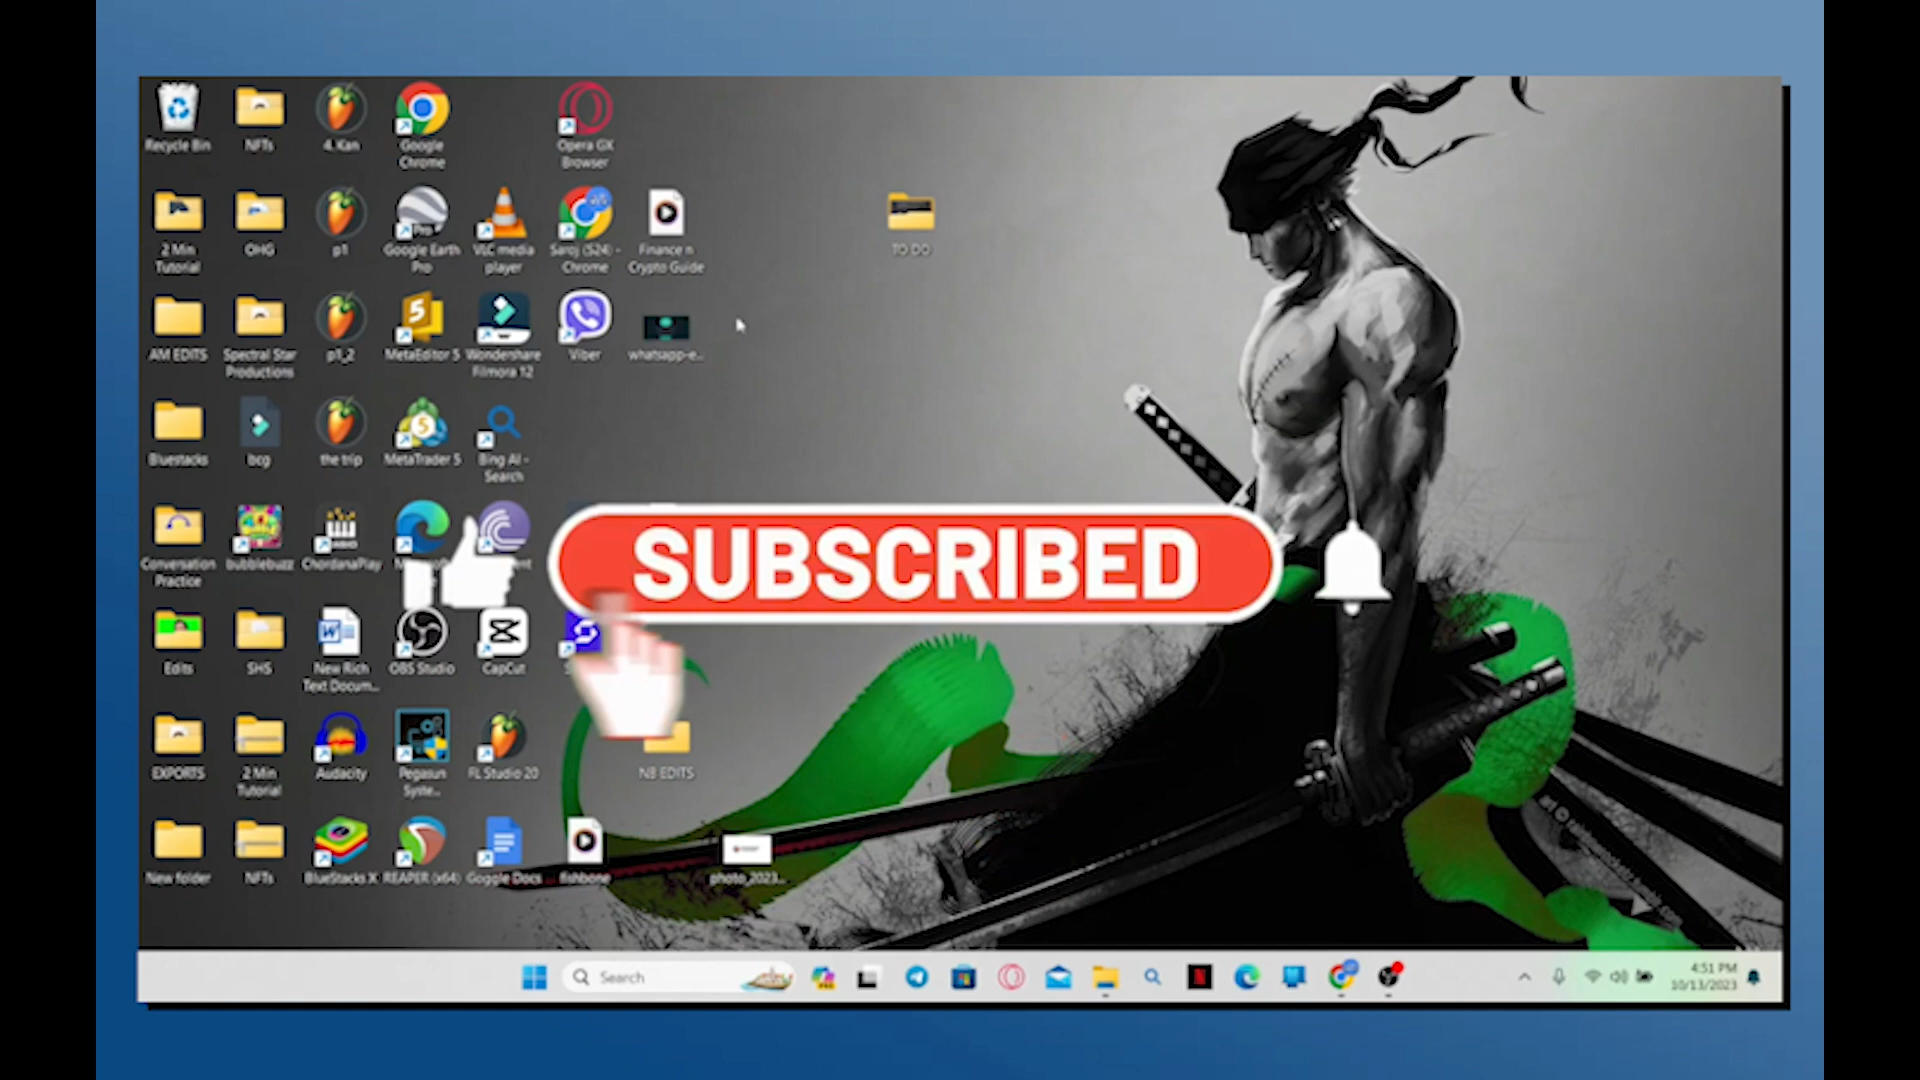 Recycle Bin
NFTs
4. Kan
Google
Chrome
Opera GX
Browser
2 Min
Tutorial
OHG
p1
Google Earth
Pro
VLC media
player
Saroj (S24) -
Chrome
Finance n
Crypto Guide
TO DO
AM EDITS
Spectral Star
Productions
p1_2
MetaEditor 5
Wondershare
Filmora 12
Viber
whatsapp-e...
Bluestacks
bcg
the trip
MetaTrader 5
Bing AI -
Search
Conversation
Practice
bubblebuzz
ChordanaPlay
SUBSCRIBED
Edits
SHS
New Rich
Text Docum...
OBS Studio
CapCut
EXPORTS
2 Min
Tutorial
Audacity
Pegasun
Syste...
FL Studio 20
NB EDITS
New folder
NFTs
BlueStacks X
REAPER (x64)
Goggle Docs
fishbone
photo_2023...
Search
4:51 PM
10/13/2023